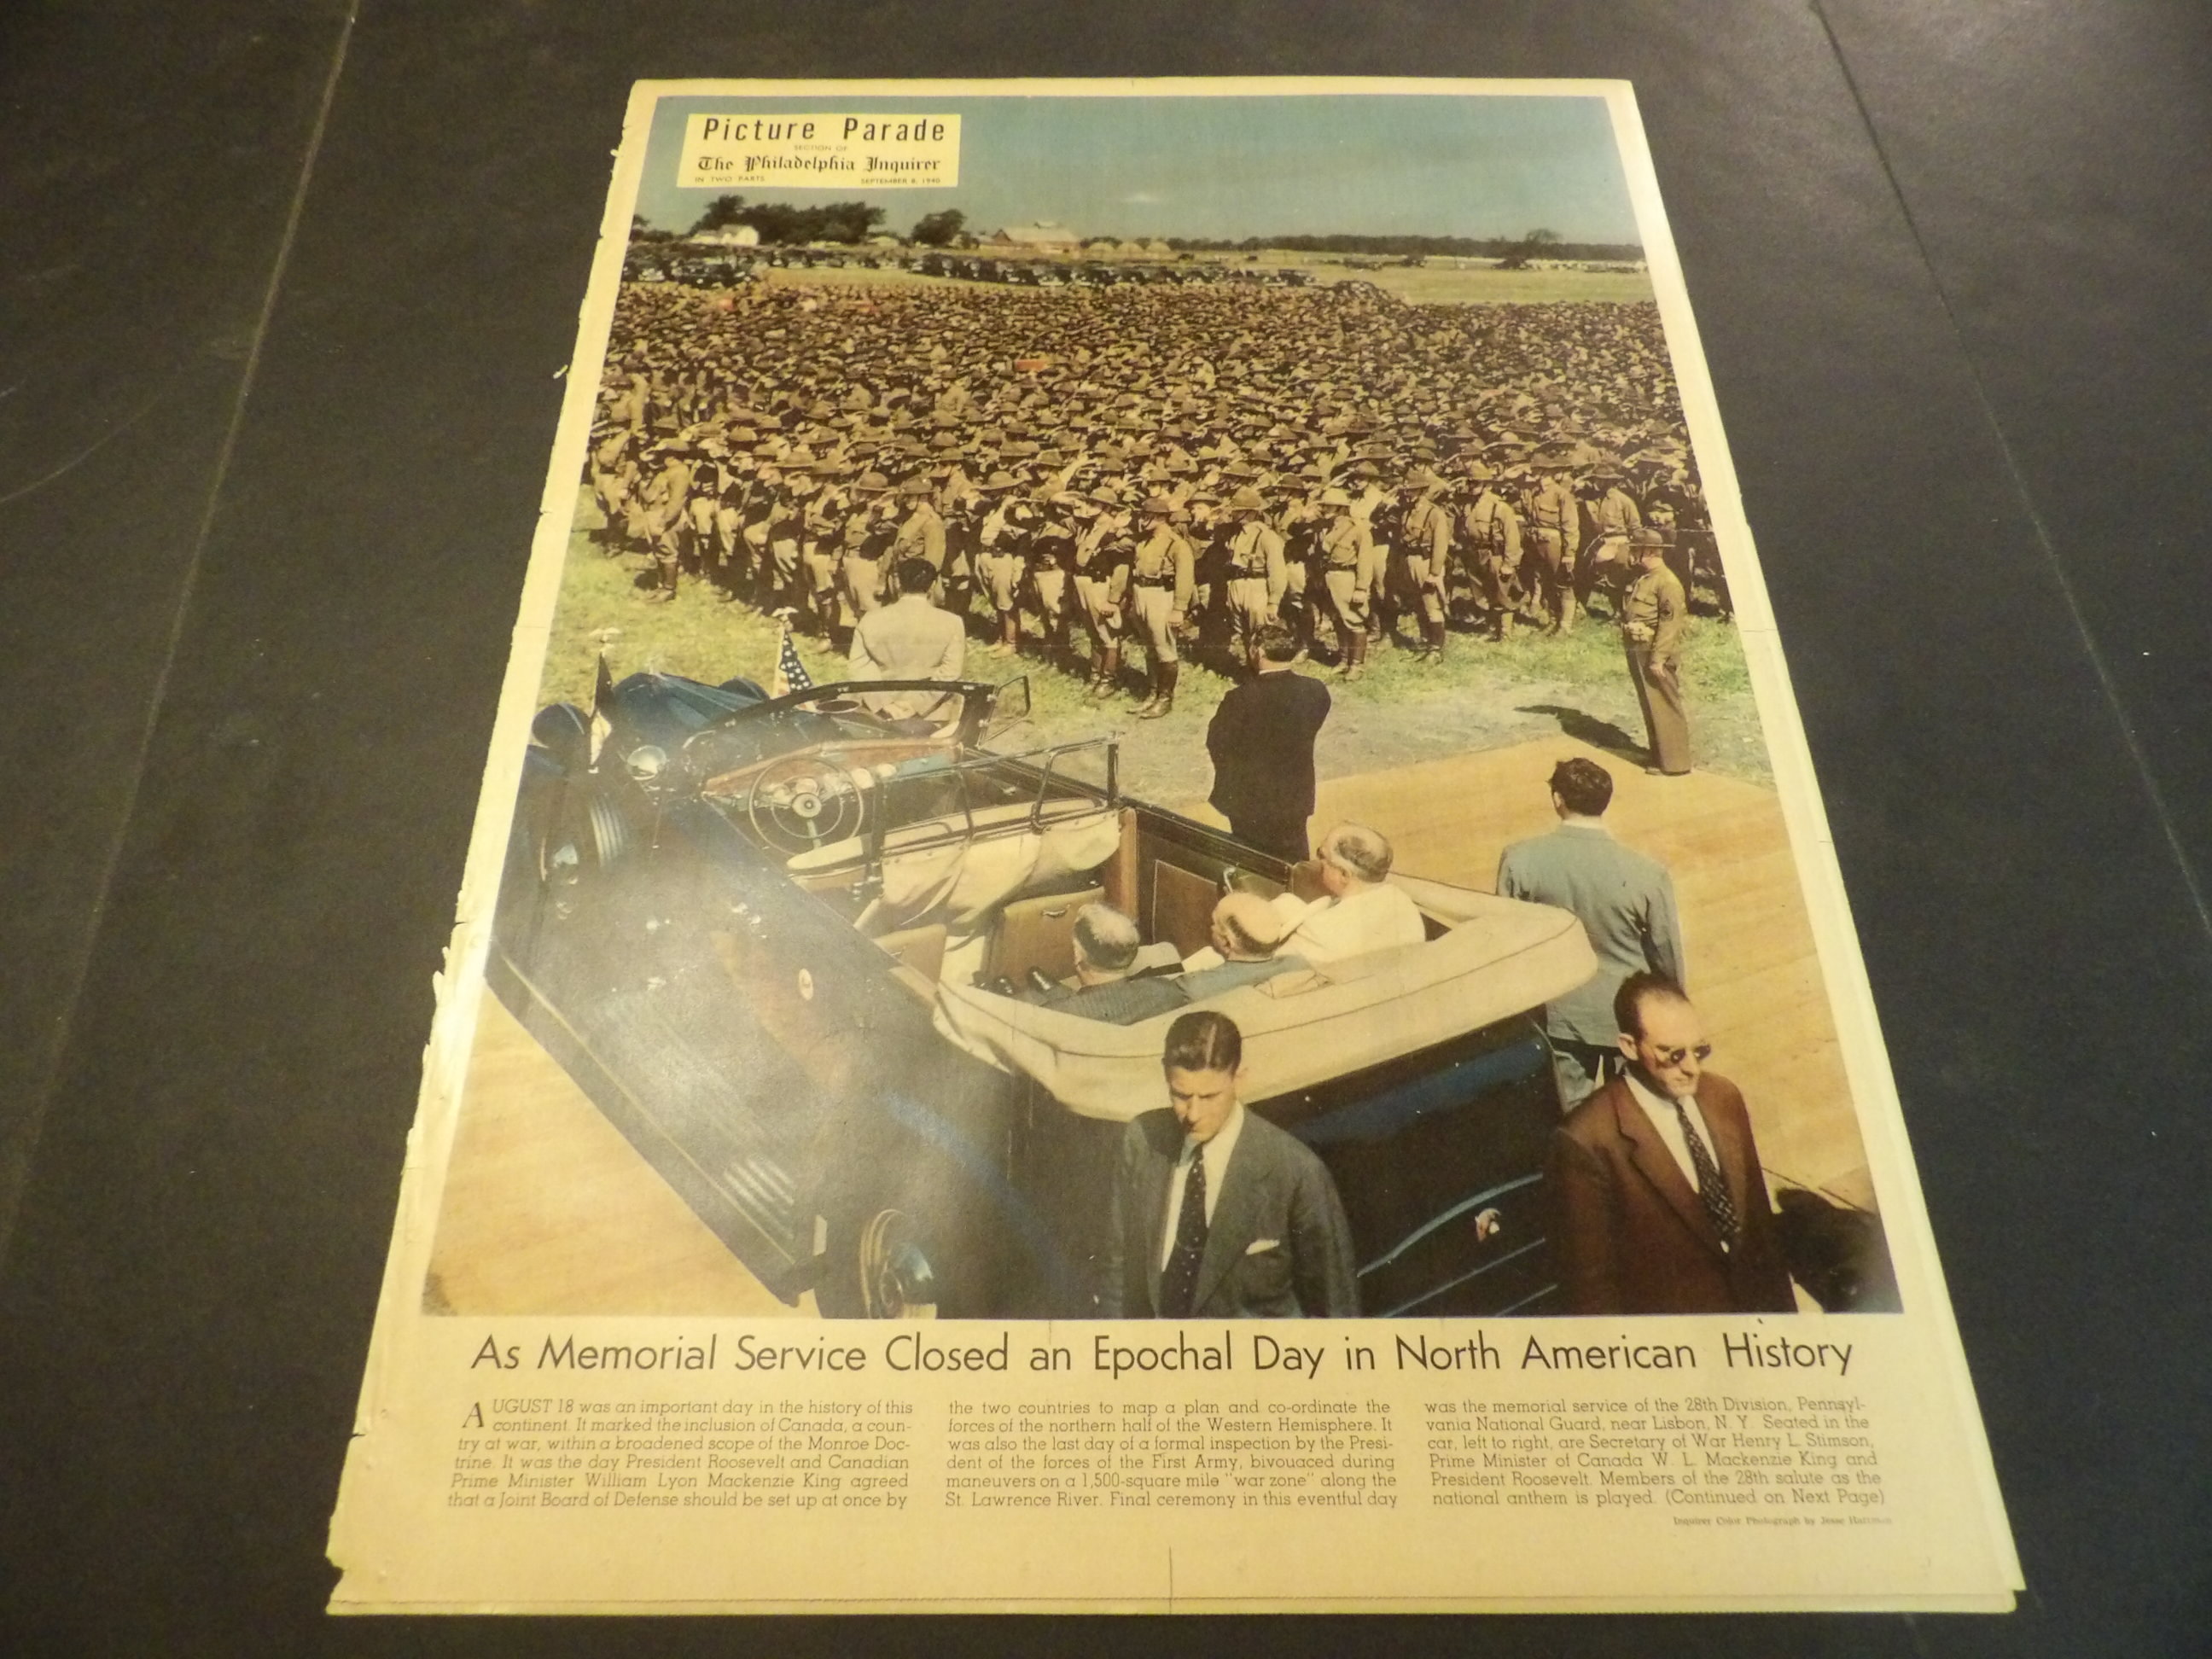 Picture Parade
SECTION OF
The Philadelphia Inquirer
IN TWO PARTS SEPTEMBER 8, 1940
As Memorial Service Closed an Epochal Day in North American History
AUGUST 18 was an important day in the history of this
continent. It marked the inclusion of Canada, a coun-
try at war, within a broadened scope of the Monroe Doc-
trine. It was the day President Roosevelt and Canadian
Prime Minister William Lyon Mackenzie King agreed
that a Joint Board of Defense should be set up at once by
the two countries to map a plan and co-ordinate the
forces of the northern half of the Western Hemisphere. It
was also the last day of a formal inspection by the Presi-
dent of the forces of the First Army, bivouaced during
maneuvers on a 1,500-square mile "war zone" along the
St. Lawrence River. Final ceremony in this eventful day
was the memorial service of the 28th Division, Pennsyl-
vania National Guard, near Lisbon, N. Y. Seated in the
car, left to right, are Secretary of War Henry L. Stimson,
Prime Minister of Canada W. L. Mackenzie King and
President Roosevelt. Members of the 28th salute as the
national anthem is played. (Continued on Next Page)
Inquirer Color Photograph by Jesse